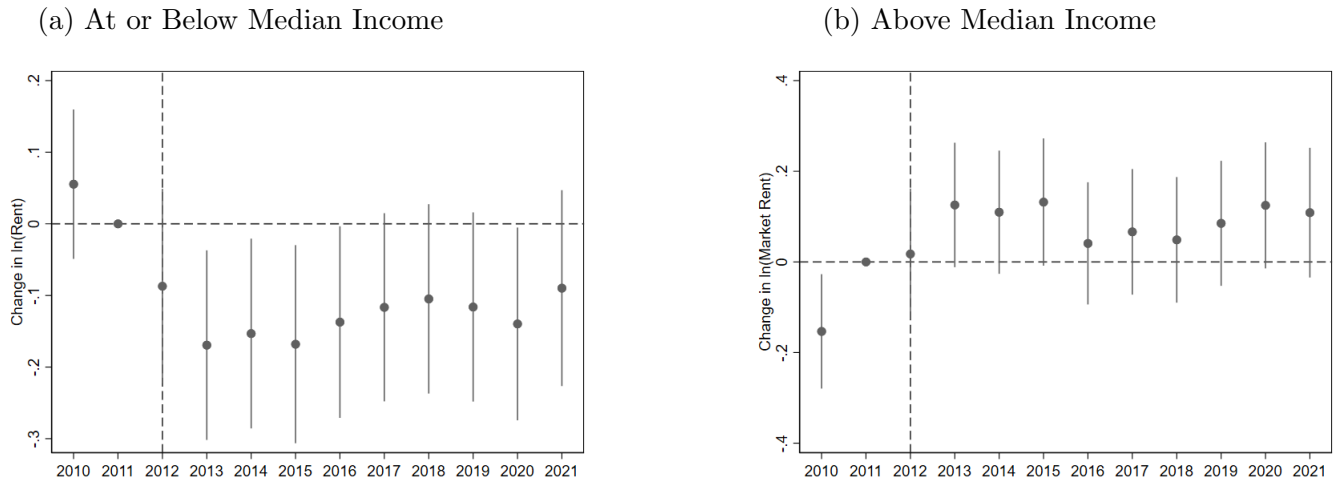 (a) At or Below Median Income
Change in ln(Rent)
.2
.1
0
-.1
-.2
-.3
2010 2011 2012 2013 2014 2015 2016 2017 2018 2019 2020 2021
(b) Above Median Income
Change in ln(Market Rent)
.4
.2
0
-.2
-.4
2010 2011 2012 2013 2014 2015 2016 2017 2018 2019 2020 2021